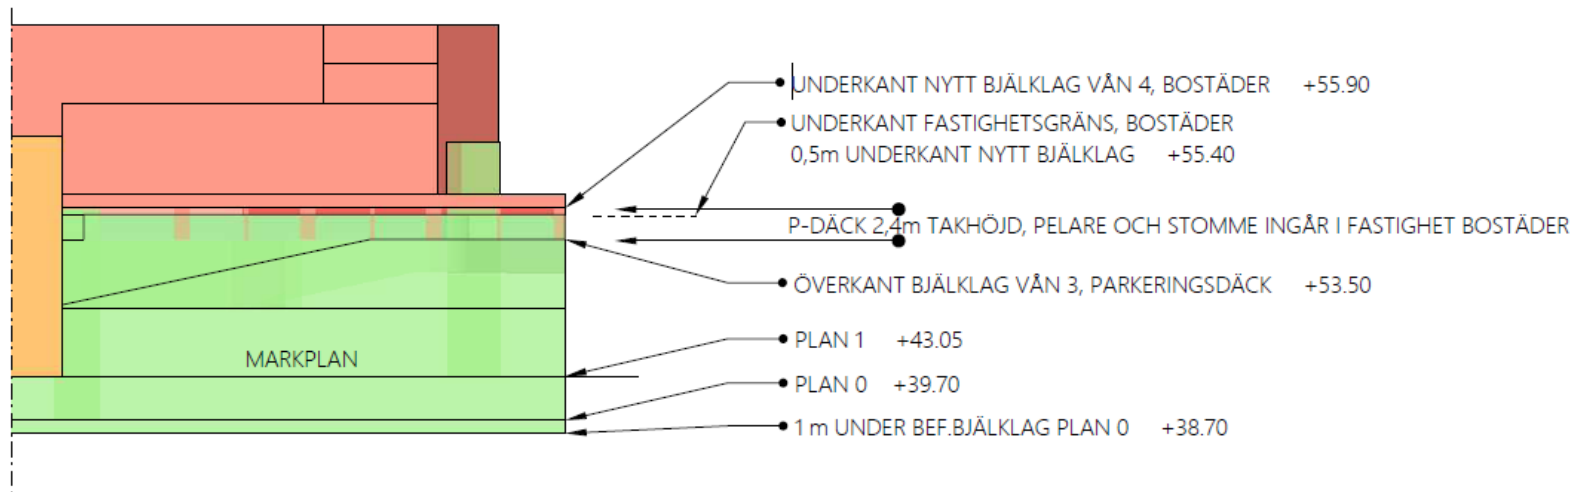 UNDERKANT NYTT BJÄLKLAG VÅN 4, BOSTÄDER +55.90
UNDERKANT FASTIGHETSGRÄNS, BOSTÄDER
0,5m UNDERKANT NYTT BJÄLKLAG +55.40
P-DÄCK 2,4m TAKHÖJD, PELARE OCH STOMME INGÅR I FASTIGHET BOSTÄDER
ÖVERKANT BJÄLKLAG VÅN 3, PARKERINGSDÄCK +53.50
PLAN 1 +43.05
MARKPLAN
PLAN 0 +39.70
1 m UNDER BEF.BJÄLKLAG PLAN 0 +38.70